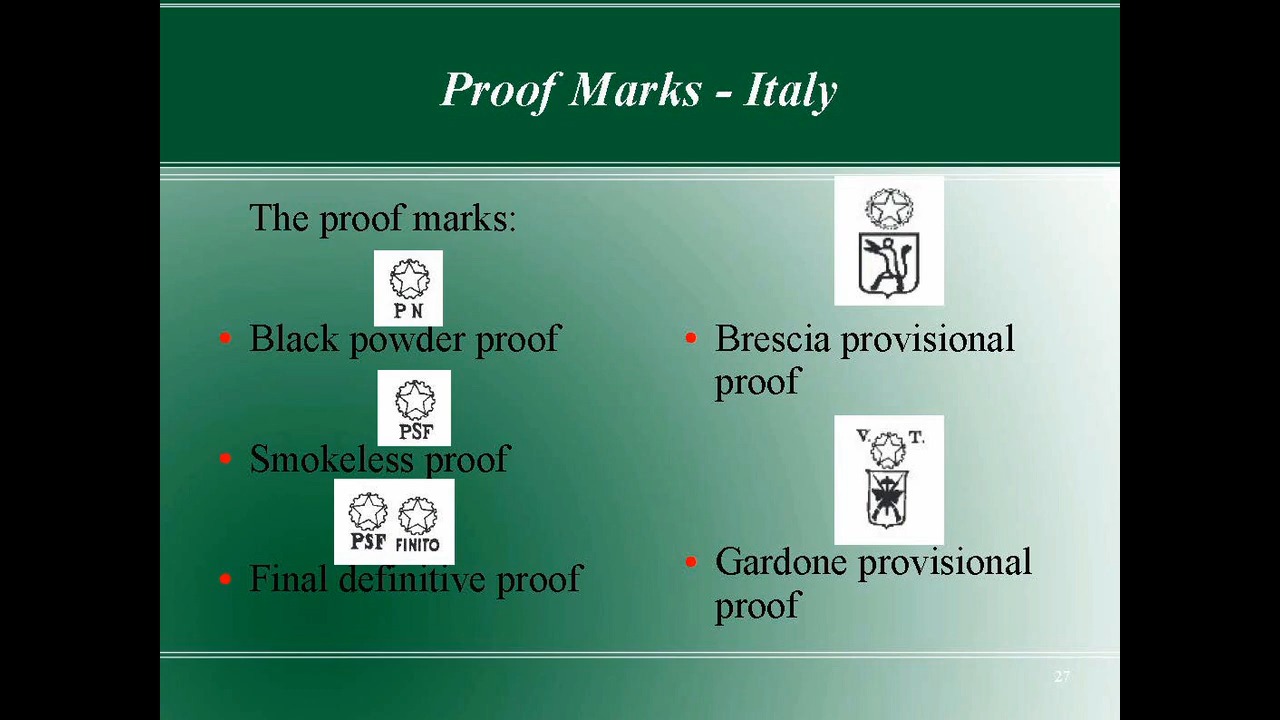 Proof Marks - Italy
The proof marks:
P N
Black powder proof
PSF
Smokeless proof
PSF FINITO
Final definitive proof
Brescia provisional
proof
V. T.
Gardone provisional
proof
27